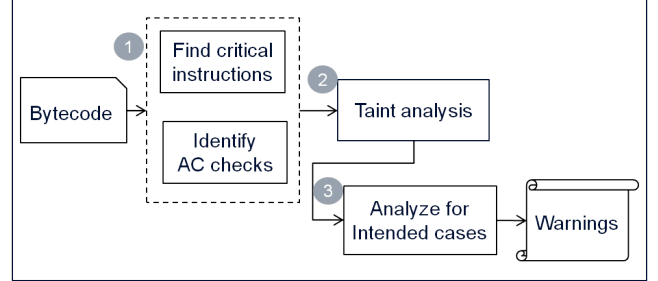 1
Find critical
instructions
2
Bytecode
Taint analysis
Identify
AC checks
3
Analyze for
Intended cases
Warnings